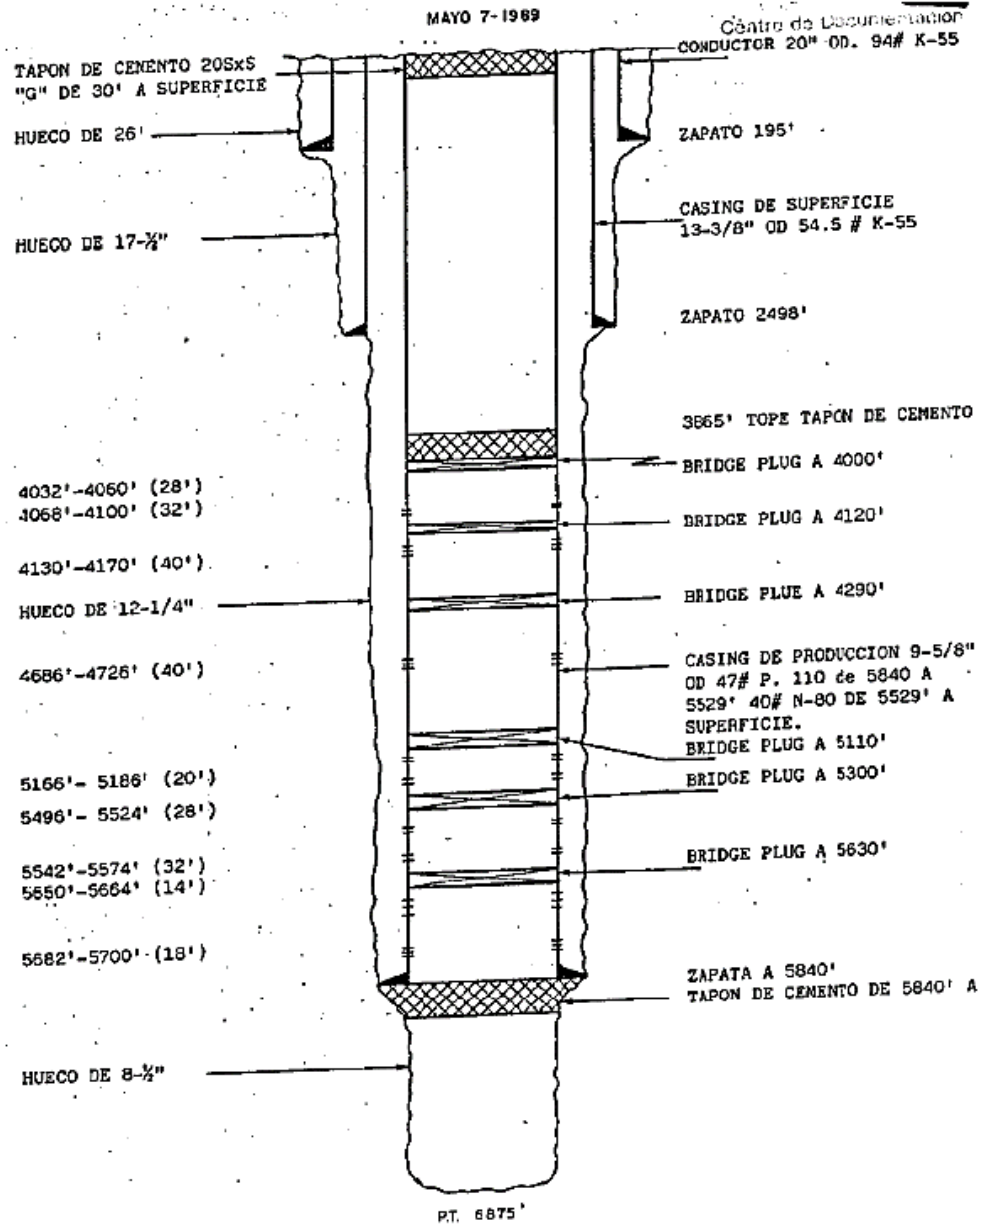 MAYO 7-1989
Centro de Documentación
CONDUCTOR 20" OD. 94# K-55
TAPON DE CEMENTO 20SxS
"G" DE 30' A SUPERFICIE
HUECO DE 26'
ZAPATO 195'
CASING DE SUPERFICIE
13-3/8" OD 54.5 # K-55
HUECO DE 17-½"
ZAPATO 2498'
3865' TOPE TAPON DE CEMENTO
BRIDGE PLUG A 4000'
4032'-4060' (28')
4068'-4100' (32')
BRIDGE PLUG A 4120'
4130'-4170' (40')
HUECO DE 12-1/4"
BRIDGE PLUE A 4290'
4686'-4726' (40')
CASING DE PRODUCCION 9-5/8"
OD 47# P. 110 de 5840 A
5529' 40# N-80 DE 5529' A
SUPERFICIE.
BRIDGE PLUG A 5110'
5166'- 5186' (20')
BRIDGE PLUG A 5300'
5496'- 5524' (28')
5542'-5574' (32')
5650'-5664' (14')
BRIDGE PLUG A 5630'
5682'-5700' (18')
ZAPATA A 5840'
TAPON DE CEMENTO DE 5840' A
HUECO DE 8-½"
P.T. 6875'